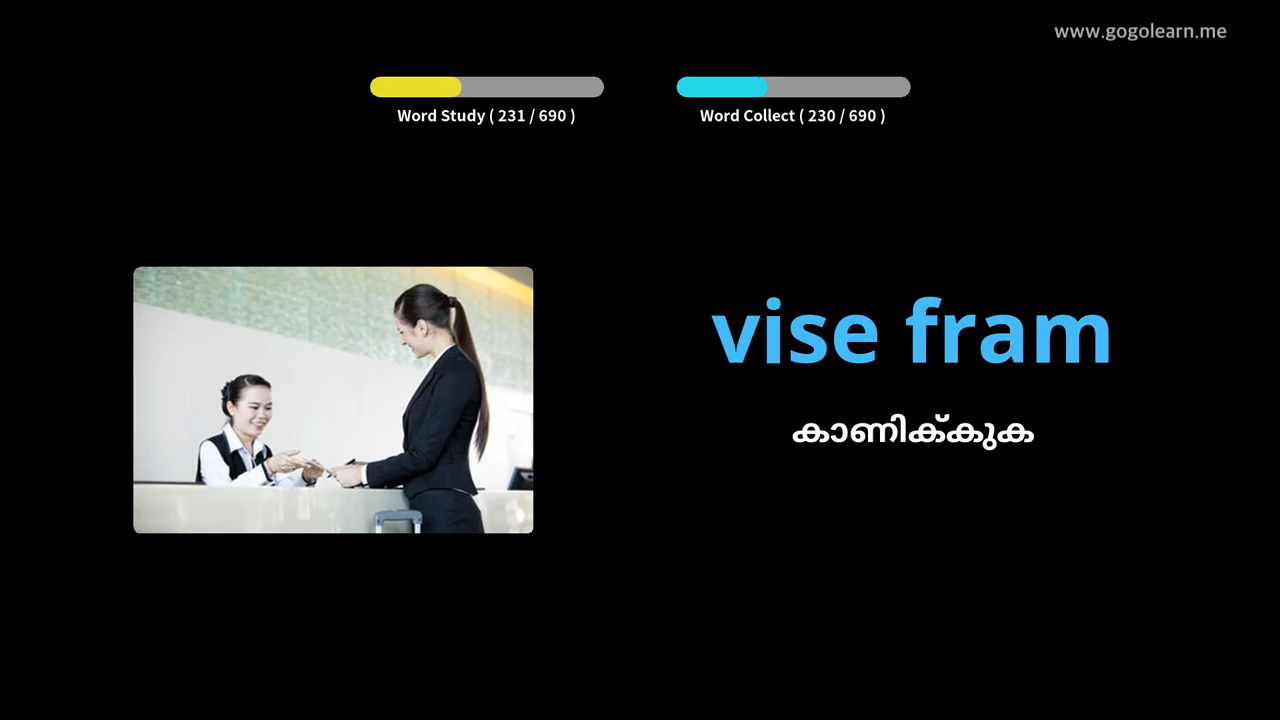 www.gogolearn.me
Word Study ( 231 / 690 )
Word Collect ( 230 / 690 )
vise fram
കാണിക്കുക